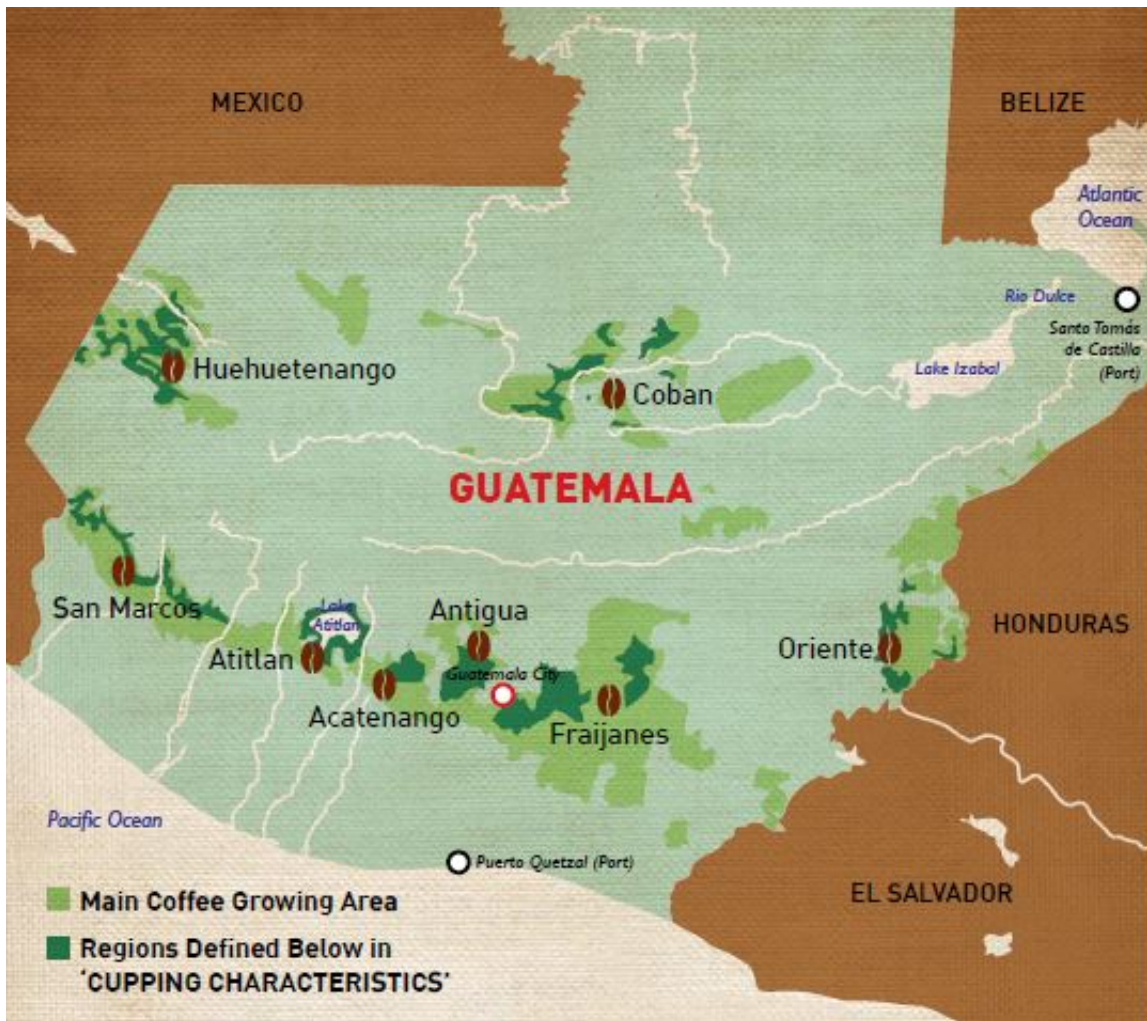 MEXICO
BELIZE
Atlantic
Ocean
Rio Dulce
Santo Tomás
de Castilla
(Port)
Lake Izabal
Huehuetenango
Coban
GUATEMALA
San Marcos
Lake
Atitlan
Antigua
Atitlan
Guatemala City
Acatenango
Fraijanes
Oriente
HONDURAS
Pacific Ocean
Puerto Quetzal (Port)
EL SALVADOR
Main Coffee Growing Area
Regions Defined Below in
‘CUPPING CHARACTERISTICS’